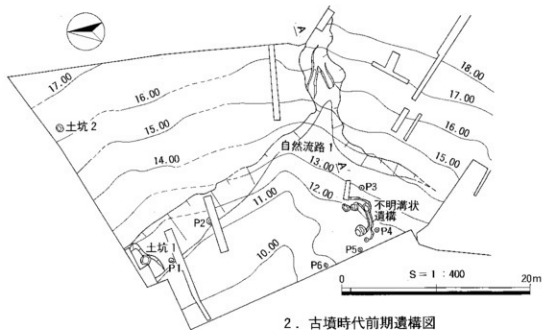 A
18.00
17.00
17.00
16.00
16.00
土坑 2
15.00
15.00
自然流路 1
14.00
13.00
A
12.00
P3
不明溝状
遺構
11.00
P2
P4
土坑 1
P1
10.00
P5
P6
0
S = 1 : 400
20m
2. 古墳時代前期遺構図